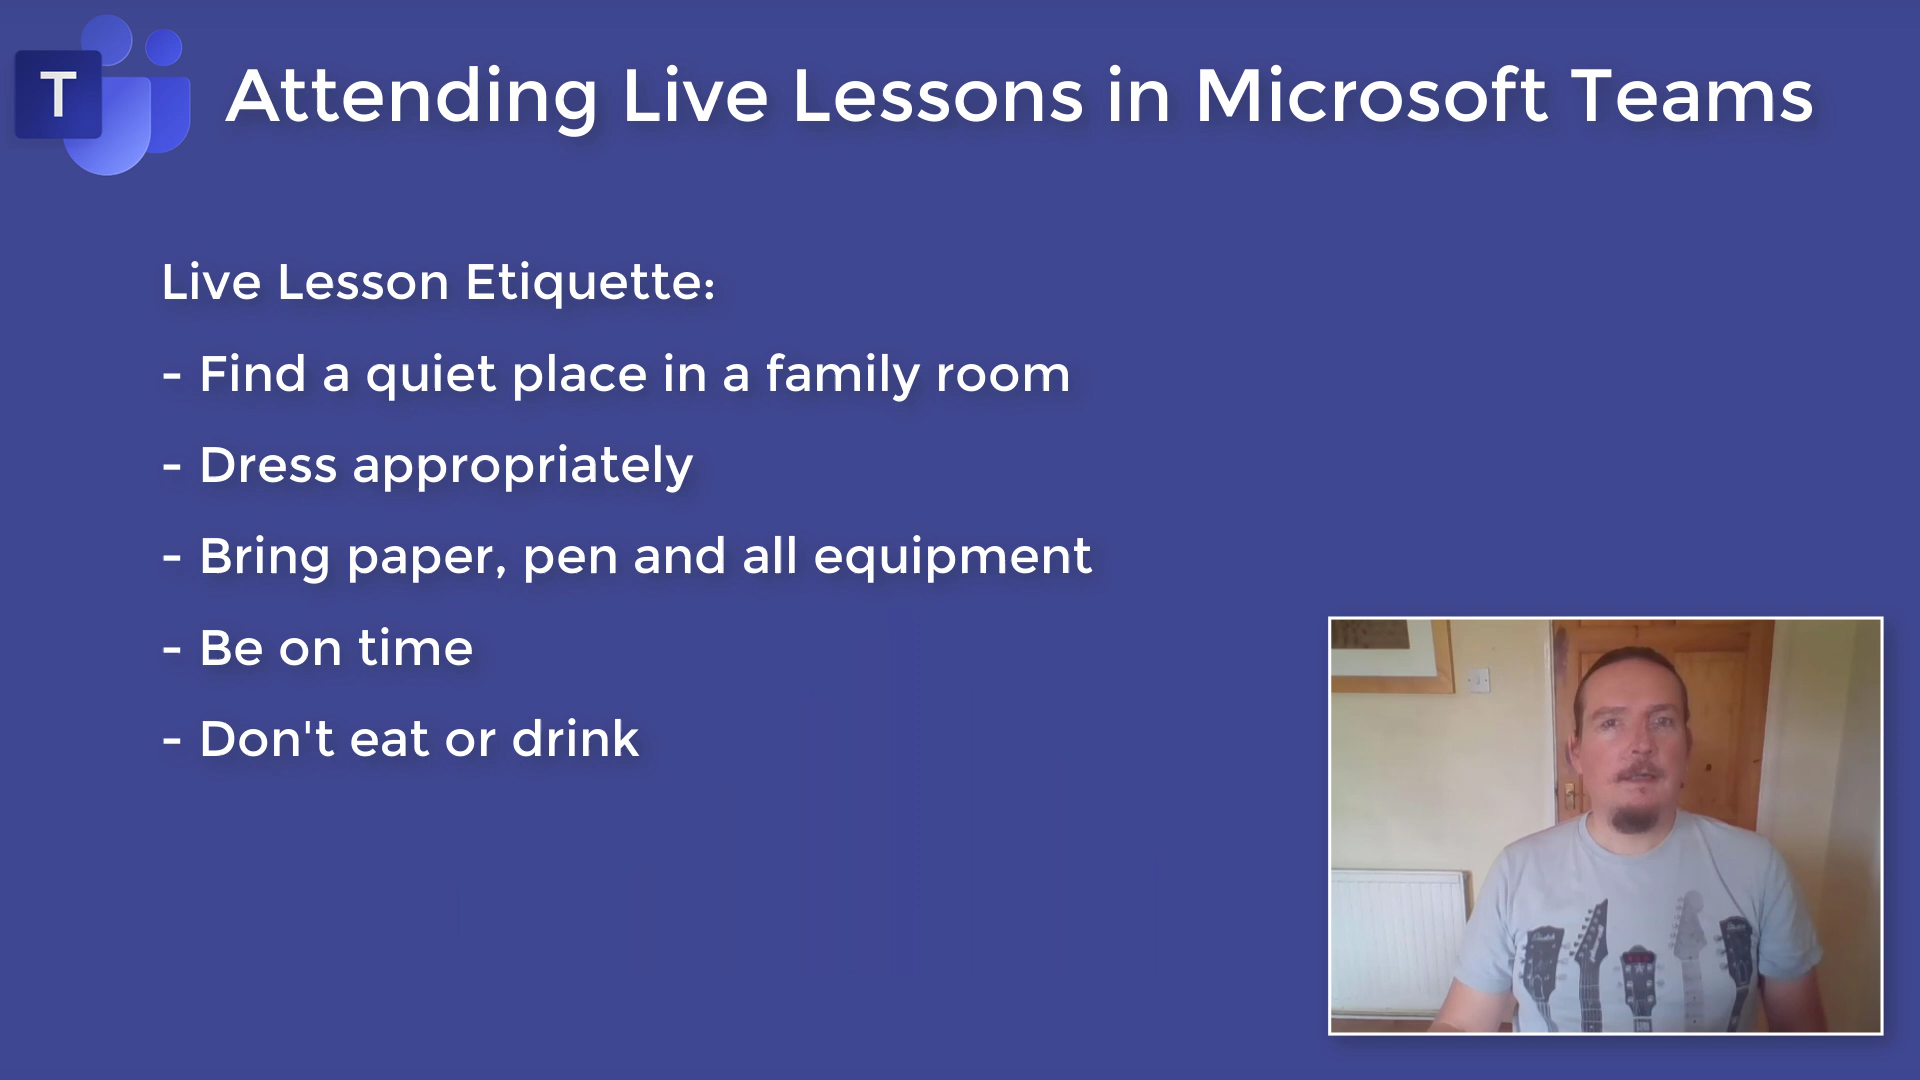 T
Attending Live Lessons in Microsoft Teams
Live Lesson Etiquette:
- Find a quiet place in a family room
- Dress appropriately
- Bring paper, pen and all equipment
- Be on time
- Don't eat or drink